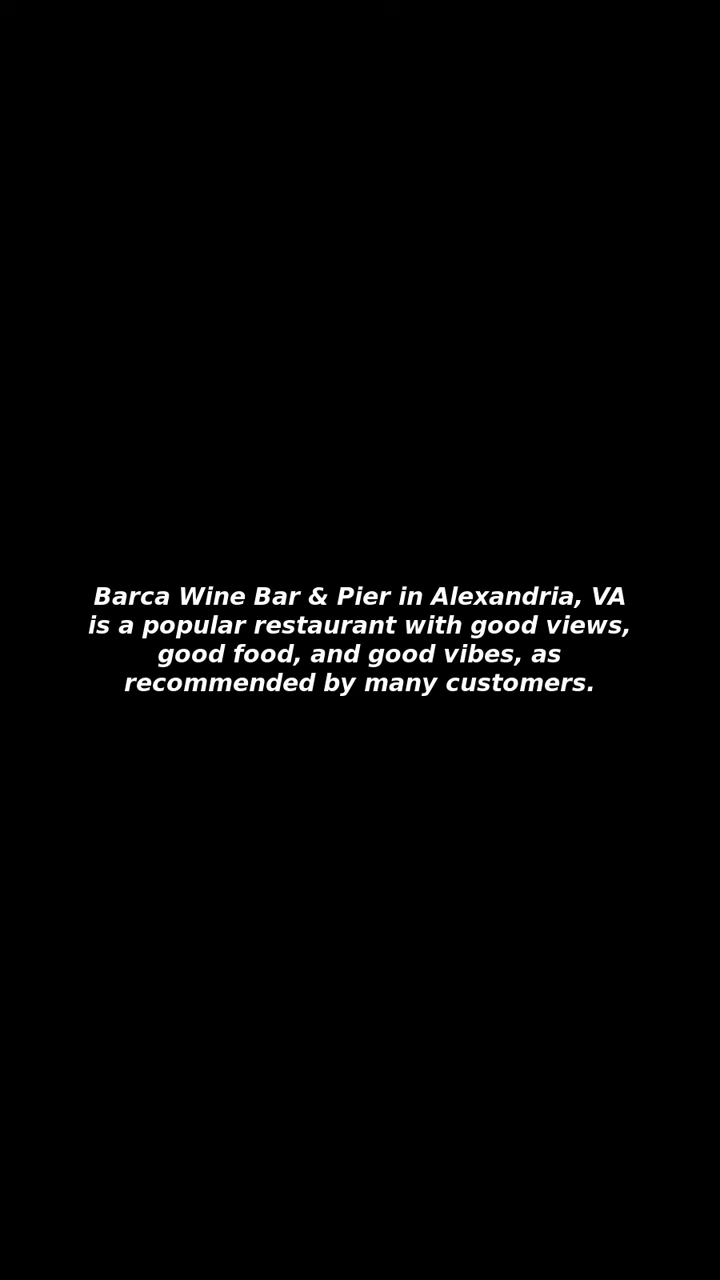 Barca Wine Bar & Pier in Alexandria, VA
is a popular restaurant with good views,
good food, and good vibes, as
recommended by many customers.